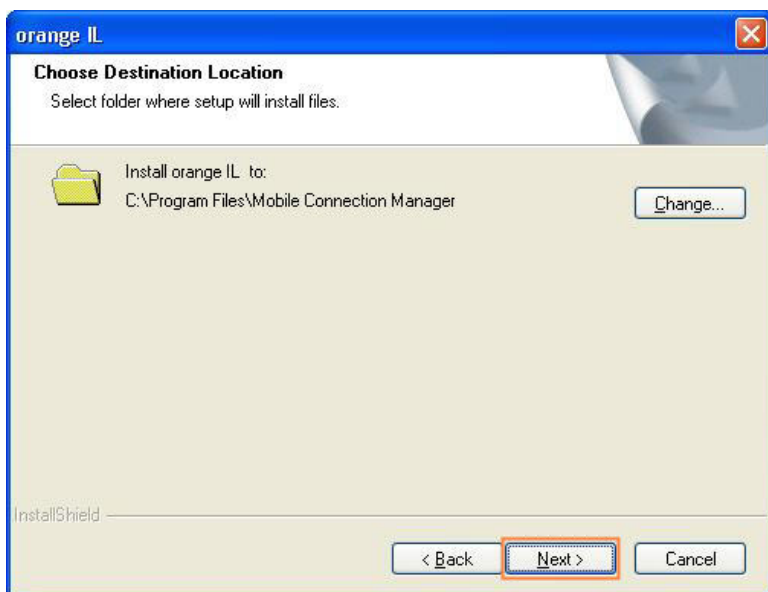 orange IL
Choose Destination Location
Select folder where setup will install files.
Install orange IL to:
C:\Program Files\Mobile Connection Manager
Change...
InstallShield
< Back
Next >
Cancel